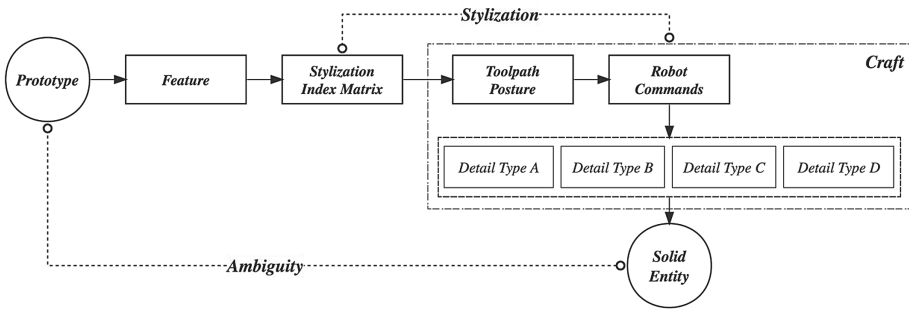 Stylization
Craft
Prototype
Feature
Stylization
Index Matrix
Toolpath
Posture
Robot
Commands
Detail Type A
Detail Type B
Detail Type C
Detail Type D
Ambiguity
Solid
Entity